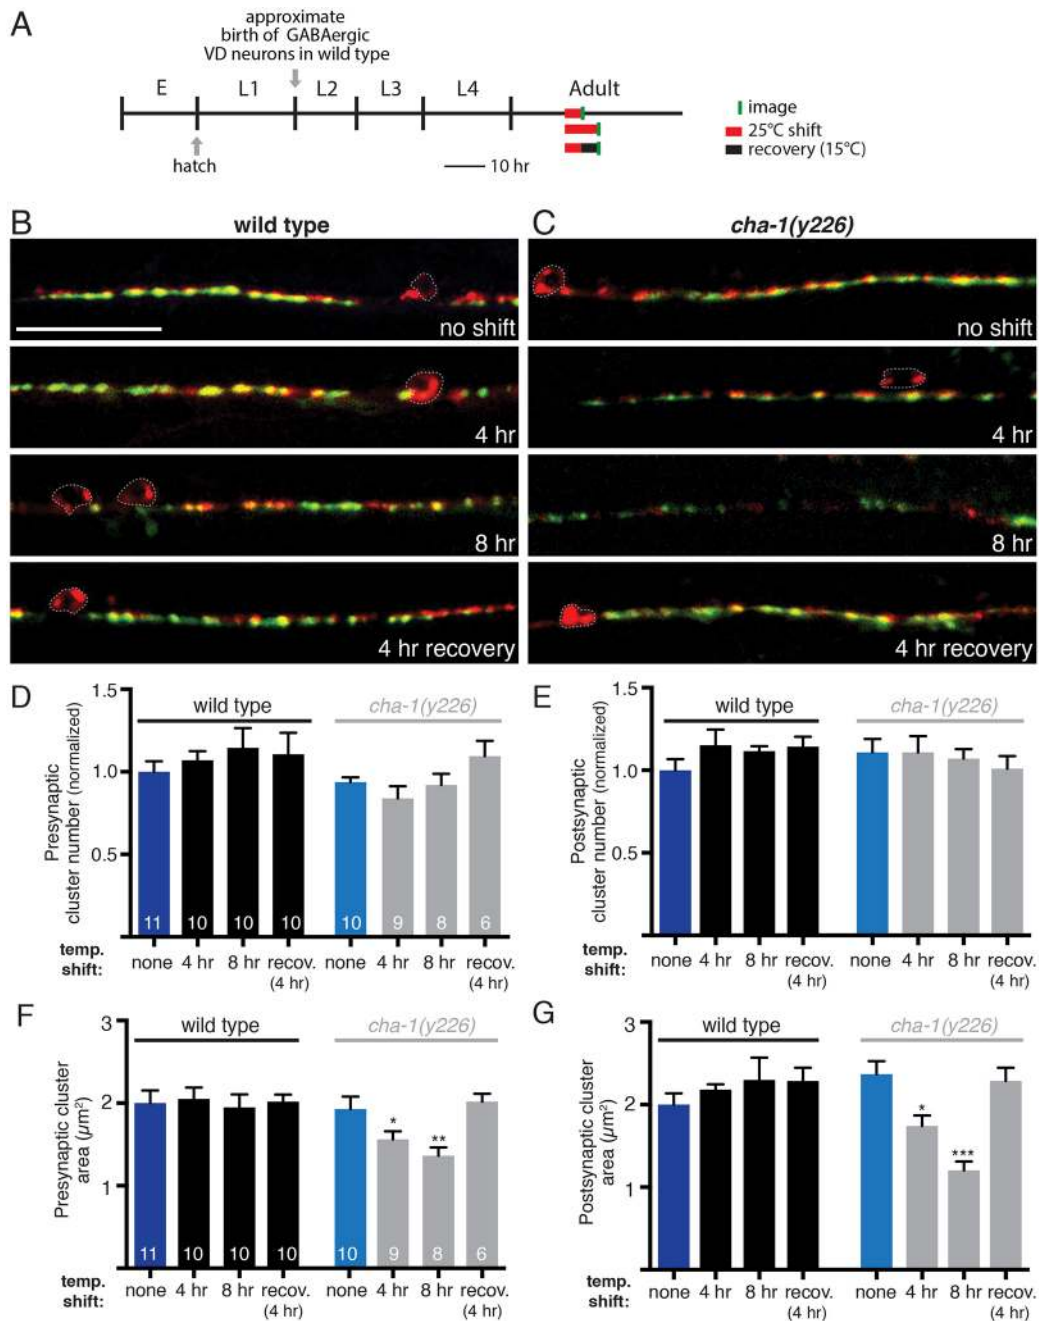 A
approximate
birth of GABAergic
VD neurons in wild type
E
L1
L2
L3
L4
Adult
hatch
10 hr
image
25°C shift
recovery (15°C)
B
wild type
no shift
4 hr
8 hr
4 hr recovery
C
cha-1(y226)
no shift
4 hr
8 hr
4 hr recovery
D
Presynaptic
cluster number (normalized)
1.5
1.0
0.5
wild type
cha-1(y226)
11 10 10 10 10 9 8 6
temp.
shift:
none 4 hr 8 hr recov. none 4 hr 8 hr recov.
(4 hr) (4 hr)
E
Postsynaptic
cluster number (normalized)
1.5
1.0
0.5
wild type
cha-1(y226)
temp.
shift:
none 4 hr 8 hr recov. none 4 hr 8 hr recov.
(4 hr) (4 hr)
F
Presynaptic cluster
area (µm²)
3
2
1
wild type
cha-1(y226)
* **
11 10 10 10 10 9 8 6
temp.
shift:
none 4 hr 8 hr recov. none 4 hr 8 hr recov.
(4 hr) (4 hr)
G
Postsynaptic cluster
area (µm²)
3
2
1
wild type
cha-1(y226)
* ***
temp.
shift:
none 4 hr 8 hr recov. none 4 hr 8 hr recov.
(4 hr) (4 hr)